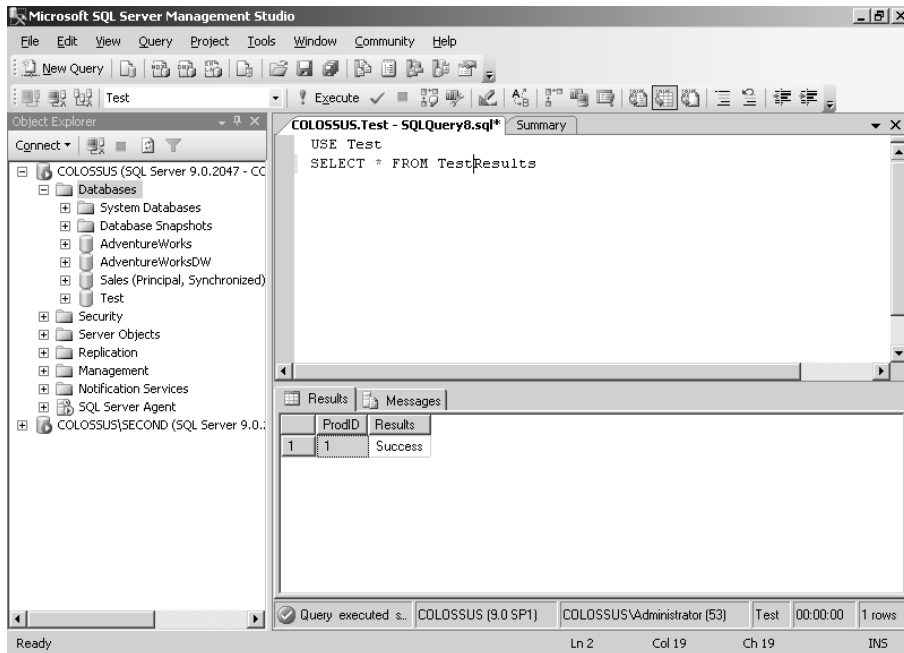 Microsoft SQL Server Management Studio
File Edit View Query Project Tools Window Community Help
New Query
Test Execute
Object Explorer
Connect
COLOSSUS (SQL Server 9.0.2047 - CO
Databases
System Databases
Database Snapshots
AdventureWorks
AdventureWorksDW
Sales (Principal, Synchronized)
Test
Security
Server Objects
Replication
Management
Notification Services
SQL Server Agent
COLOSSUS\SECOND (SQL Server 9.0.:
COLOSSUS.Test - SQLQuery8.sql* Summary
USE Test
SELECT * FROM TestResults
Results Messages
ProdID Results
1 1 Success
Query executed s... COLOSSUS (9.0 SP1) COLOSSUS\Administrator (53) Test 00:00:00 1 rows
Ready Ln 2 Col 19 Ch 19 INS